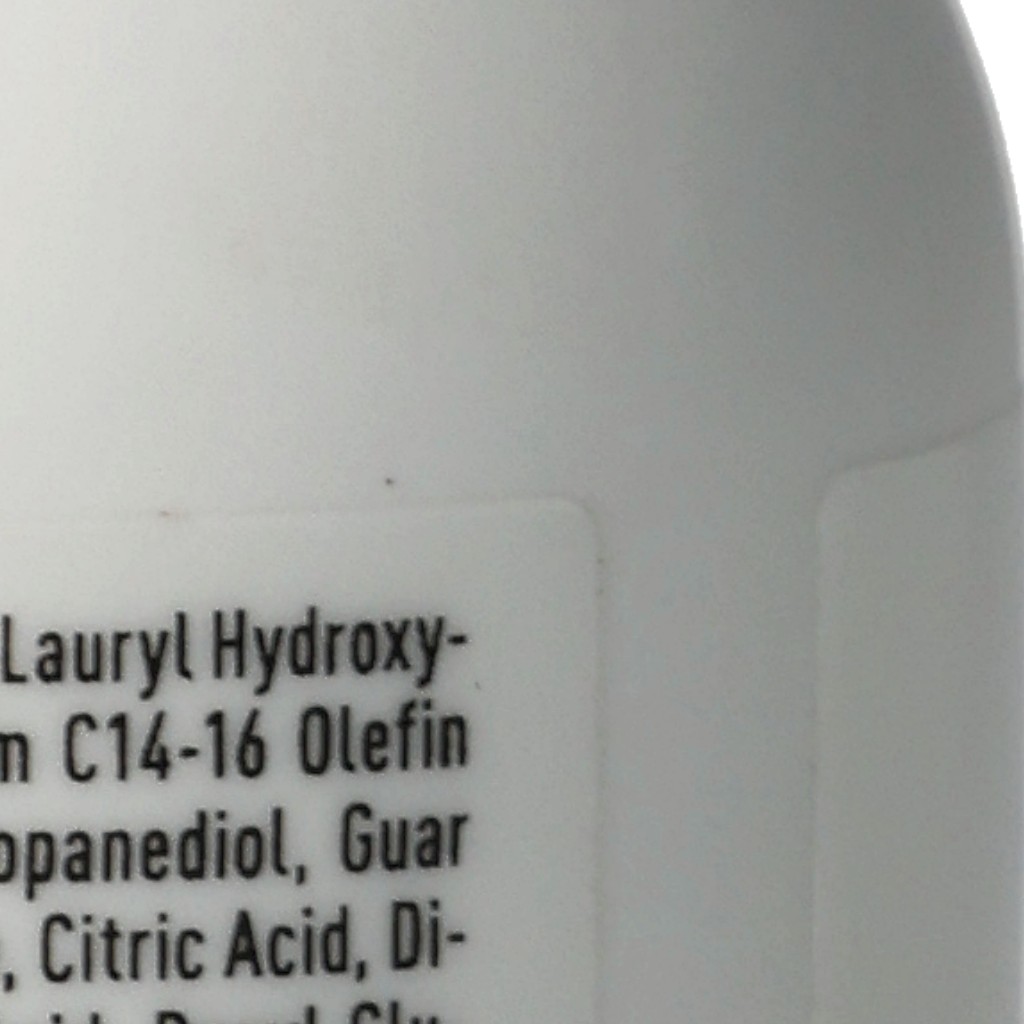 Lauryl Hydroxy-
C14-16 Olefin
opanediol, Guar
, Citric Acid, Di-